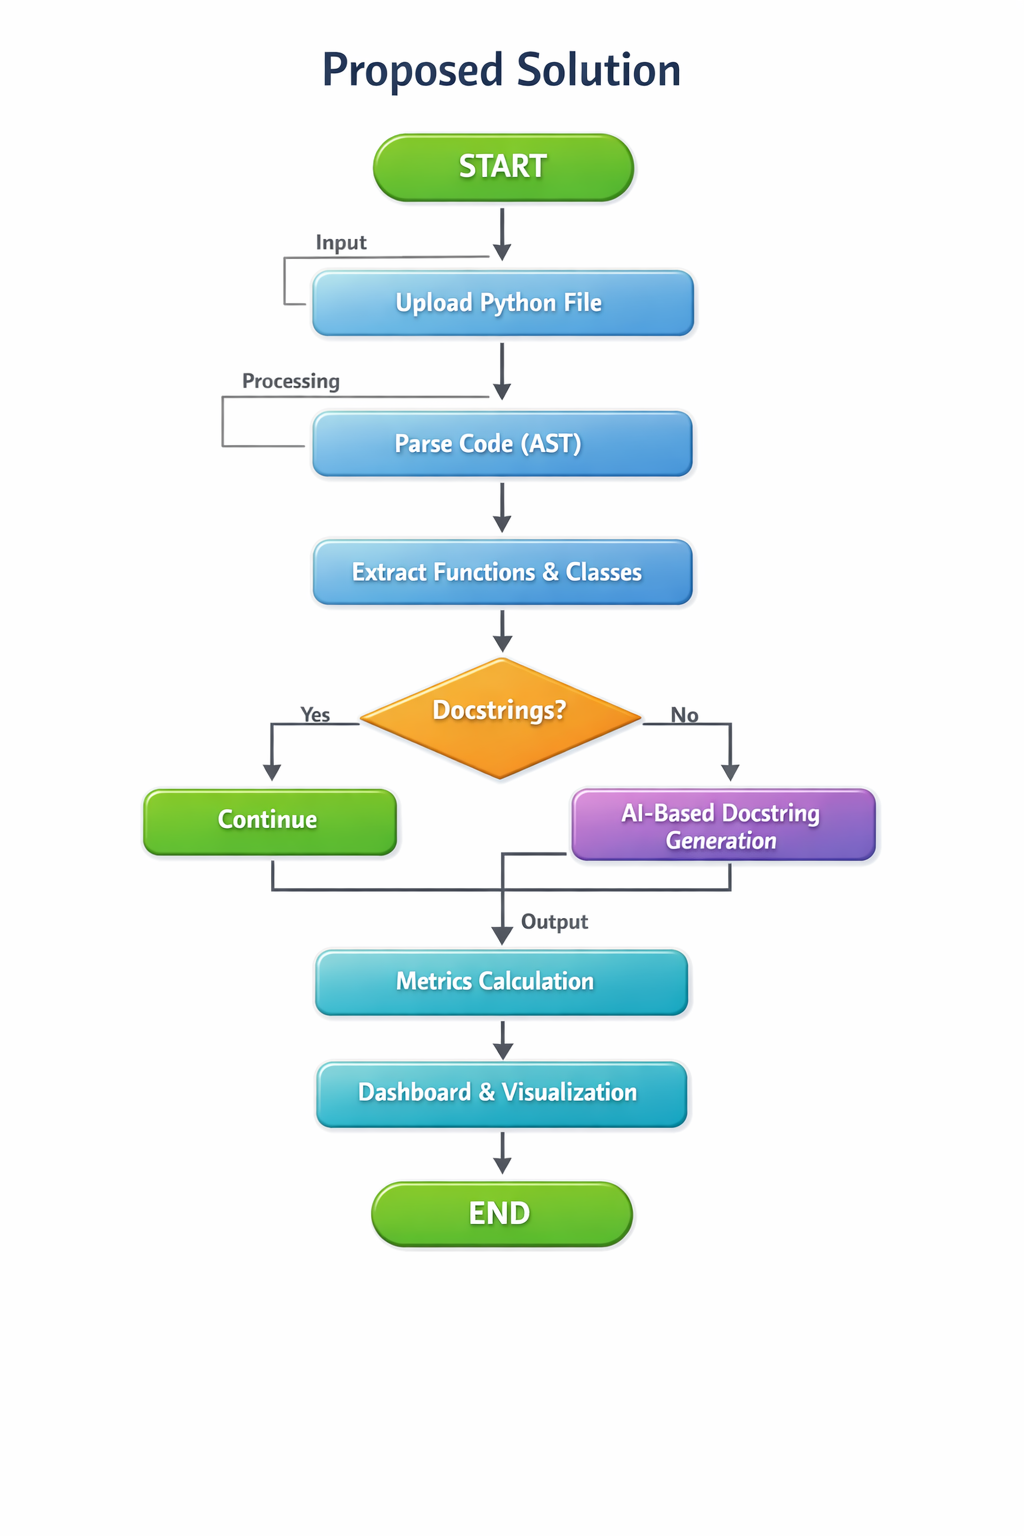 Proposed Solution
START
Input
Upload Python File
Processing
Parse Code (AST)
Extract Functions & Classes
Docstrings?
Yes
No
Continue
AI-Based Docstring
Generation
Output
Metrics Calculation
Dashboard & Visualization
END